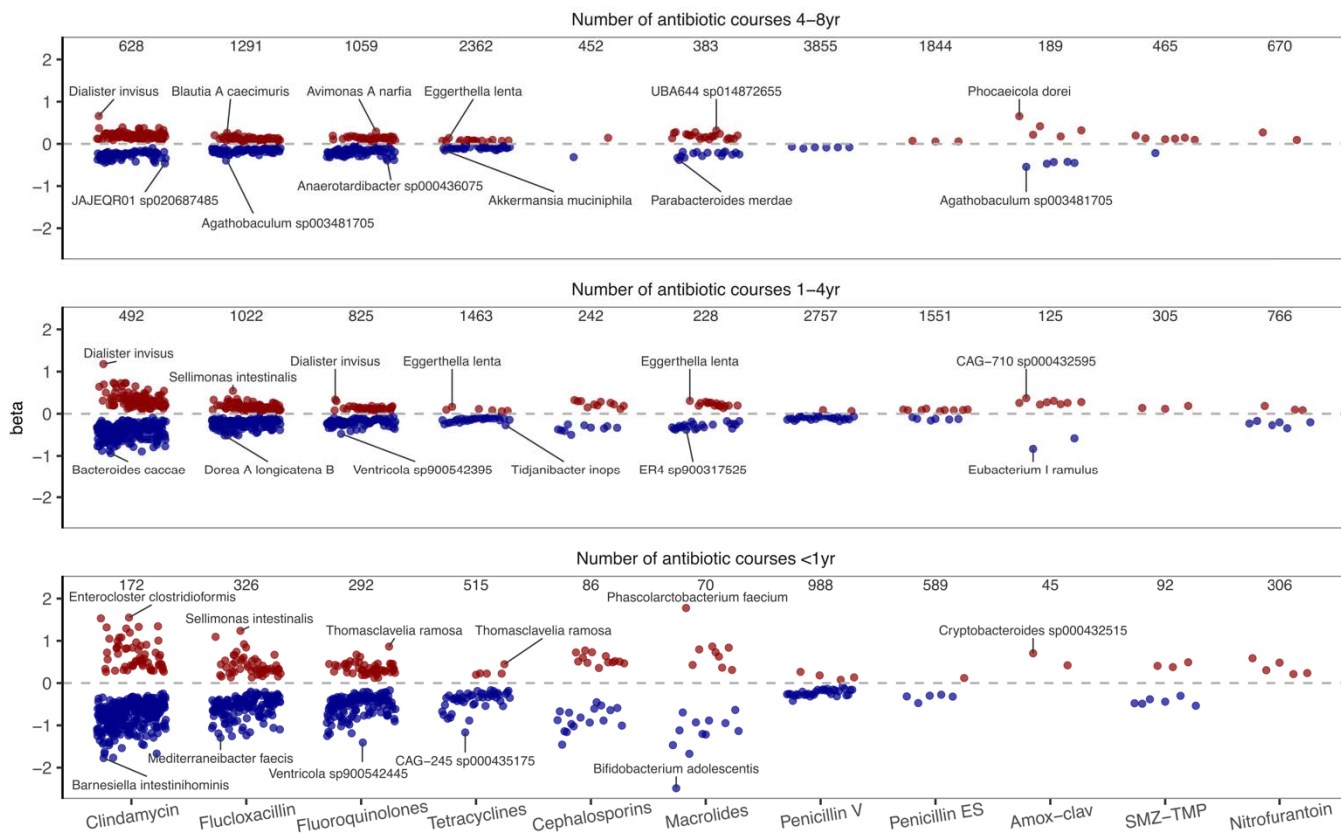 Number of antibiotic courses 4–8yr
628 1291 1059 2362 452 383 3855 1844 189 465 670
2
Dialister invisus Blautia A caecimuris Avimonas A narfia Eggerthella lenta UBA644 sp014872655 Phocaeicola dorei
1
0
−1
Anaerotardibacter sp000436075
JAJEQR01 sp020687485 Akkermansia muciniphila Parabacteroides merdae Agathobaculum sp003481705
Agathobaculum sp003481705
−2
Number of antibiotic courses 1–4yr
492 1022 825 1463 242 228 2757 1551 125 305 766
2
Dialister invisus Dialister invisus Eggerthella lenta Eggerthella lenta CAG−710 sp000432595
Sellimonas intestinalis
1
beta
0
−1
Bacteroides caccae Dorea A longicatena B Ventricola sp900542395 Tidjanibacter inops ER4 sp900317525 Eubacterium I ramulus
−2
Number of antibiotic courses <1yr
172 326 292 515 86 70 988 589 45 92 306
Enterocloster clostridioformis Phascolarctobacterium faecium
2
Sellimonas intestinalis
Thomasclavelia ramosa Thomasclavelia ramosa Cryptobacteroides sp000432515
1
0
−1
Mediterraneibacter faecis CAG−245 sp000435175
Ventricola sp900542445 Bifidobacterium adolescentis
−2
Barnesiella intestinihominis
Clindamycin Flucloxacillin Fluoroquinolones Tetracyclines Cephalosporins Macrolides Penicillin V Penicillin ES Amox−clav SMZ−TMP Nitrofurantoin